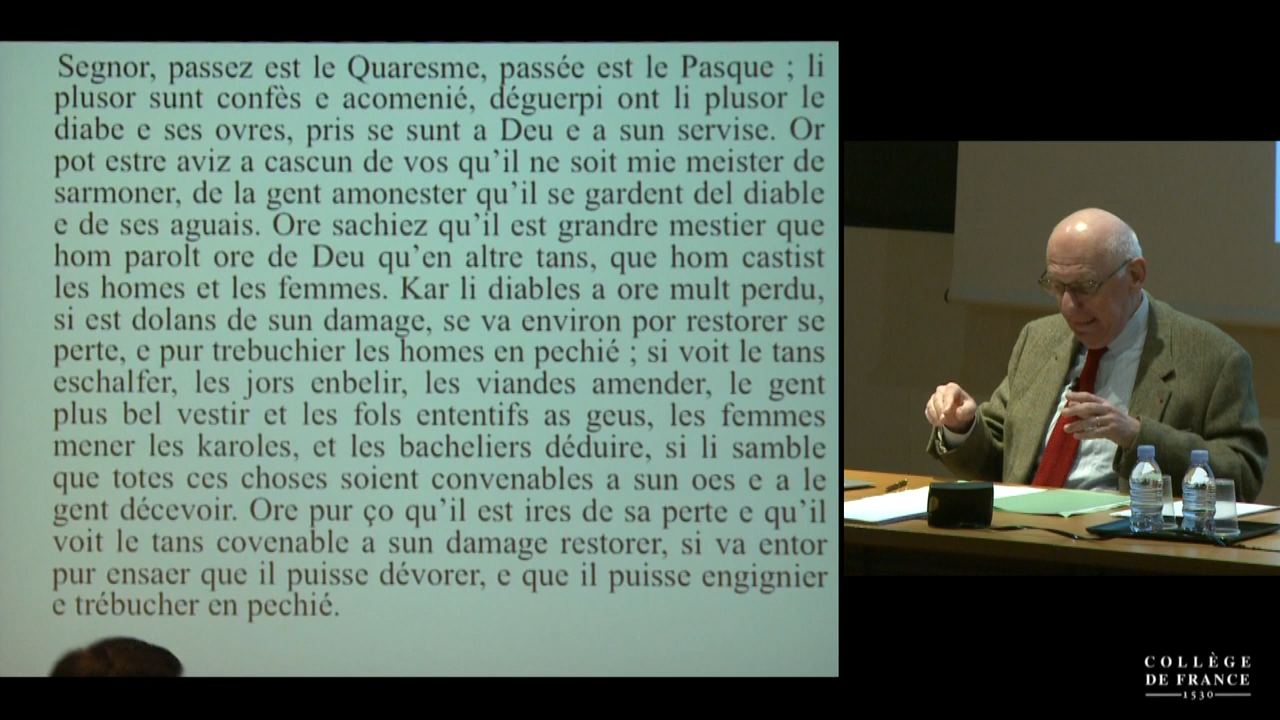 Segnor, passez est le Quaresme, passée est le Pasque ; li
plusor sunt confès e acomenié, déguerpi ont li plusor le
diabe e ses ovres, pris se sunt a Deu e a sun servise. Or
pot estre aviz a cascun de vos qu’il ne soit mie meister de
sarmoner, de la gent amonester qu’il se gardent del diable
e de ses aguais. Ore sachiez qu’il est grandre mestier que
hom parolt ore de Deu qu’en altre tans, que hom castist
les homes et les femmes. Kar li diables a ore mult perdu,
si est dolans de sun damage, se va environ por restorer se
perte, e pur trebuchier les homes en pechié ; si voit le tans
eschalfer, les jors enbelir, les viandes amender, le gent
plus bel vestir et les fols ententifs as geus, les femmes
mener les karoles, et les bacheliers déduire, si li samble
que totes ces choses soient convenables a sun oes e a le
gent décevoir. Ore pur ço qu’il est ires de sa perte e qu’il
voit le tans covenable a sun damage restorer, si va entor
pur ensaer que il puisse dévorer, e que il puisse engignier
e trébucher en pechié.
COLLÈGE
DE FRANCE
1530